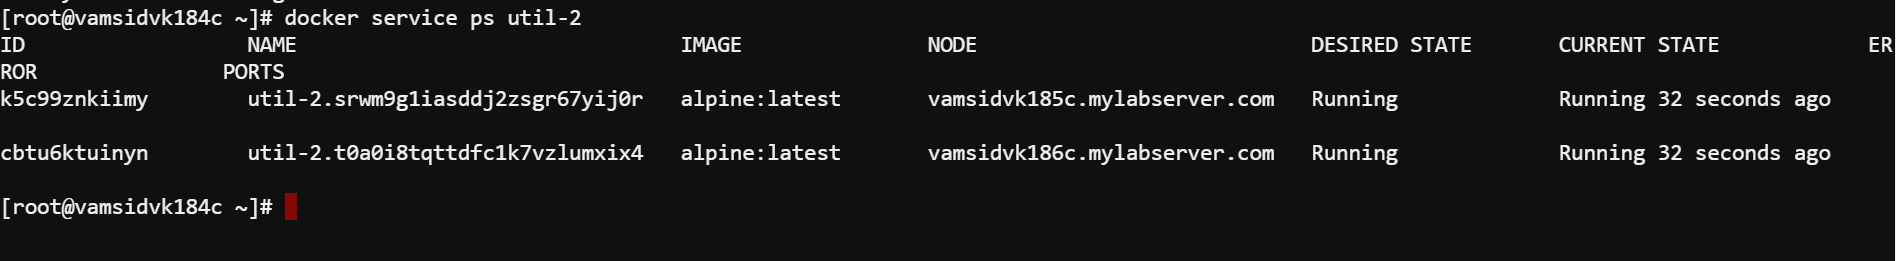 [root@vamsidvk184c ~]# docker service ps util-2
ID                  NAME                                IMAGE               NODE                            DESIRED STATE       CURRENT STATE            ER
ROR               PORTS
k5c99znkiimy        util-2.srwm9g1iasddj2zsgr67yij0r   alpine:latest       vamsidvk185c.mylabserver.com   Running             Running 32 seconds ago
cbtu6ktuinyn        util-2.t0a0i8tqttdfc1k7vzlumxix4   alpine:latest       vamsidvk186c.mylabserver.com   Running             Running 32 seconds ago
[root@vamsidvk184c ~]#